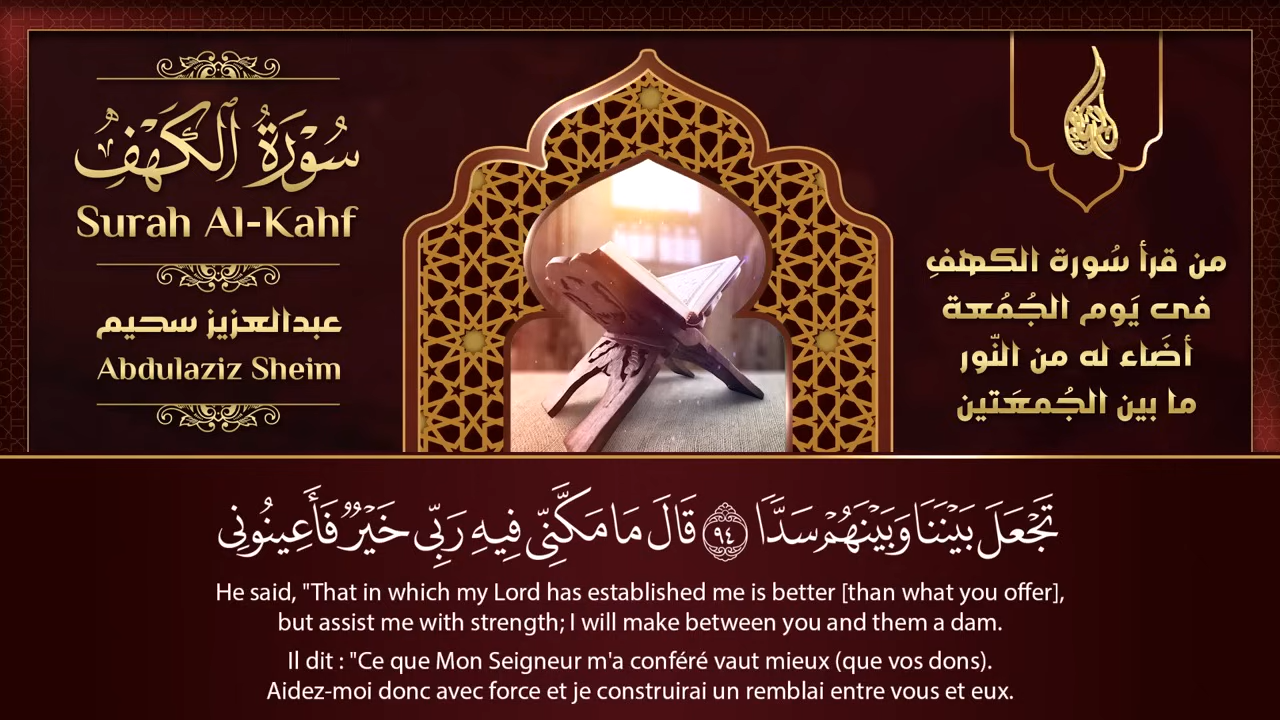 سُورَةُ ٱلْكَهْفُ
Surah Al-Kahf
عبدالعزيز سحيم
Abdulaziz Sheim
من قرأ سُورة الكهفِ
فى يَوم الجُمُعة
أضَاء له من النّور
ما بين الجُمعَتين
تَجْعَلَ بَيْنَنَا وَبَيْنَهُمْ سَدًّا ٩٤ قَالَ مَا مَكَّنِّى فِيهِ رَبِّى خَيْرٌ فَأَعِينُونِى
He said, "That in which my Lord has established me is better [than what you offer],
but assist me with strength; I will make between you and them a dam.
Il dit : "Ce que Mon Seigneur m'a conféré vaut mieux (que vos dons).
Aidez-moi donc avec force et je construirai un remblai entre vous et eux.